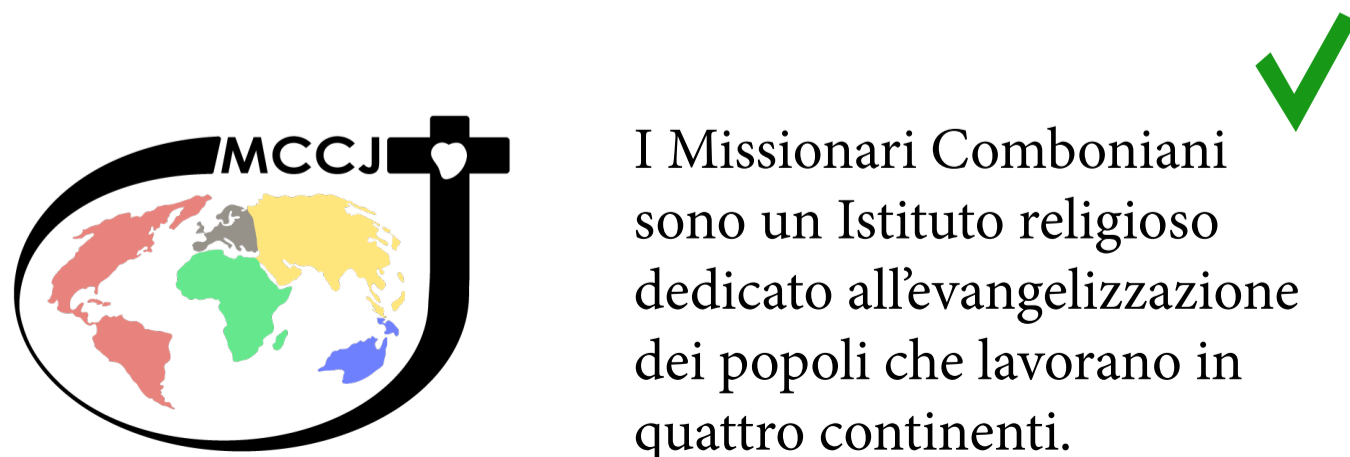 MCCJ
I Missionari Comboniani
sono un Istituto religioso
dedicato all’evangelizzazione
dei popoli che lavorano in
quattro continenti.